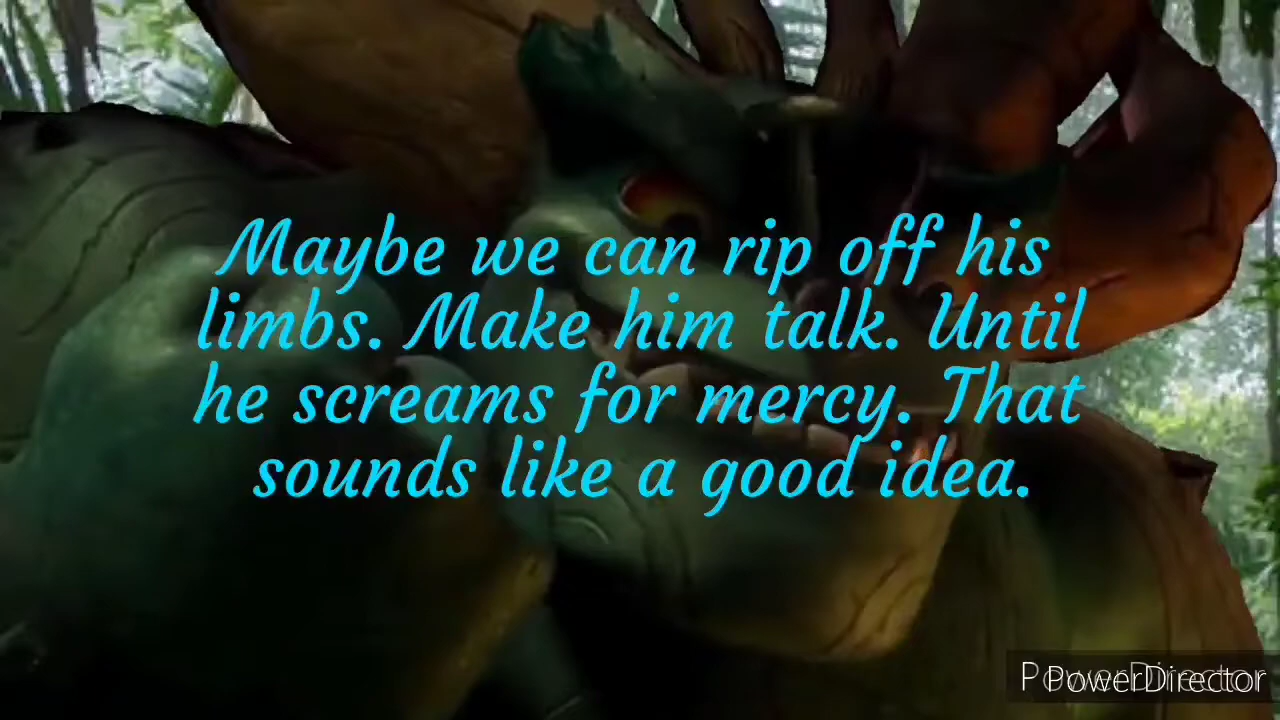 Maybe we can rip off his
limbs. Make him talk. Until
he screams for mercy. That
sounds like a good idea.
PowerDirector
PowerDirector